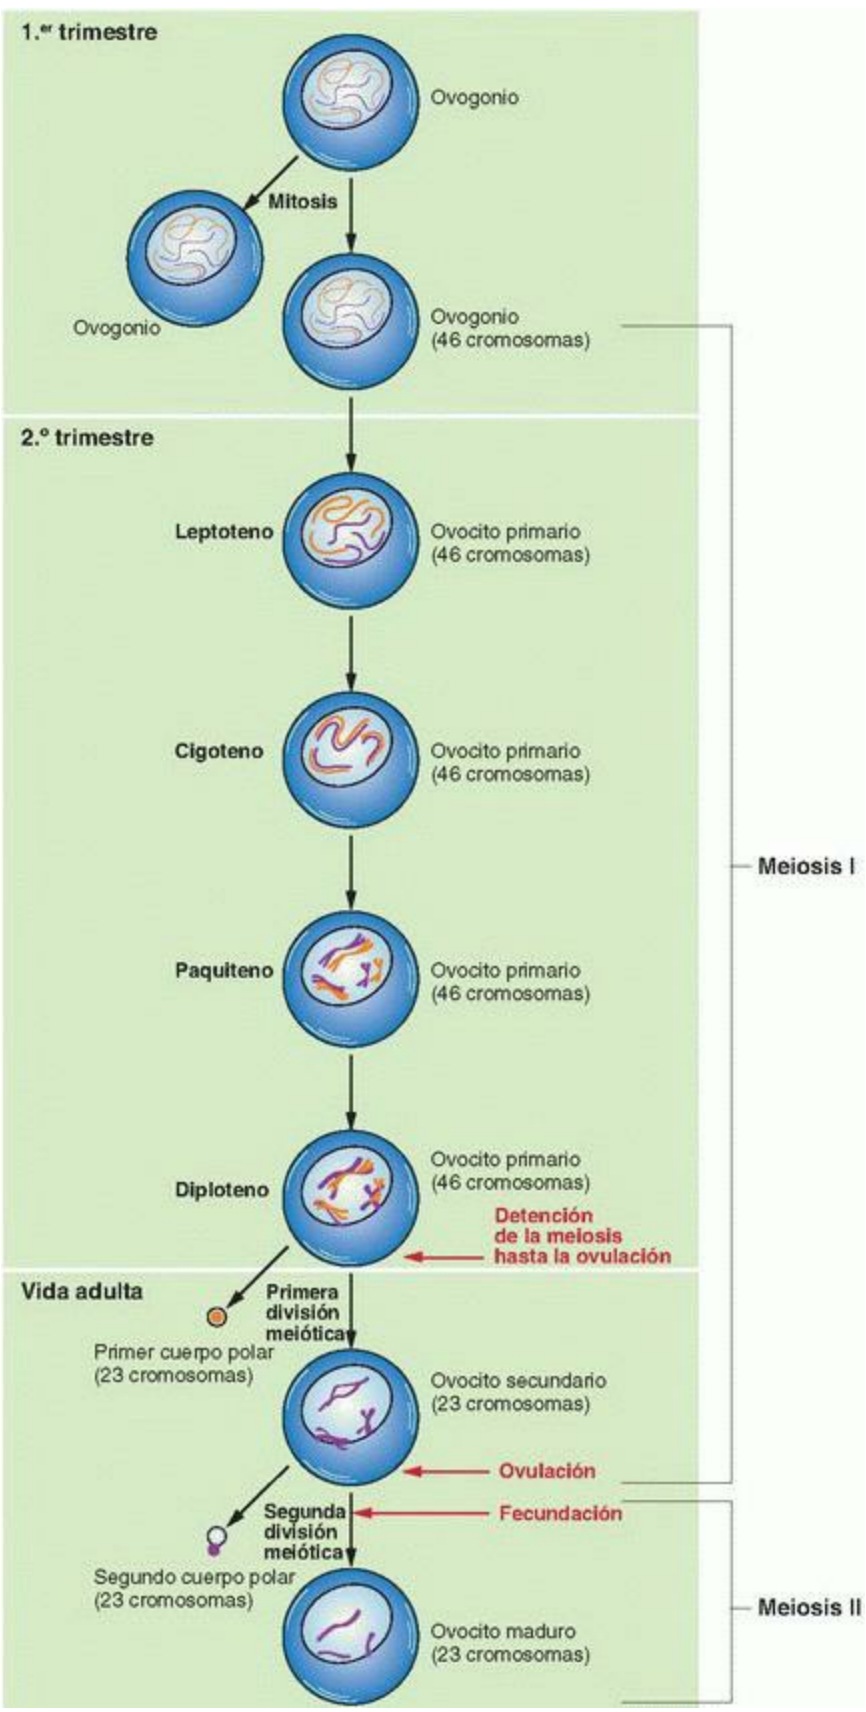 1.er trimestre
Ovogonio
Mitosis
Ovogonio
Ovogonio
(46 cromosomas)
2.º trimestre
Leptoteno
Ovocito primario
(46 cromosomas)
Cigoteno
Ovocito primario
(46 cromosomas)
Meiosis I
Paquiteno
Ovocito primario
(46 cromosomas)
Diploteno
Ovocito primario
(46 cromosomas)
Detención
de la meiosis
hasta la ovulación
Vida adulta
Primera
división
meiótica
Primer cuerpo polar
(23 cromosomas)
Ovocito secundario
(23 cromosomas)
Ovulación
Segunda
división
meiótica
Fecundación
Segundo cuerpo polar
(23 cromosomas)
Meiosis II
Ovocito maduro
(23 cromosomas)